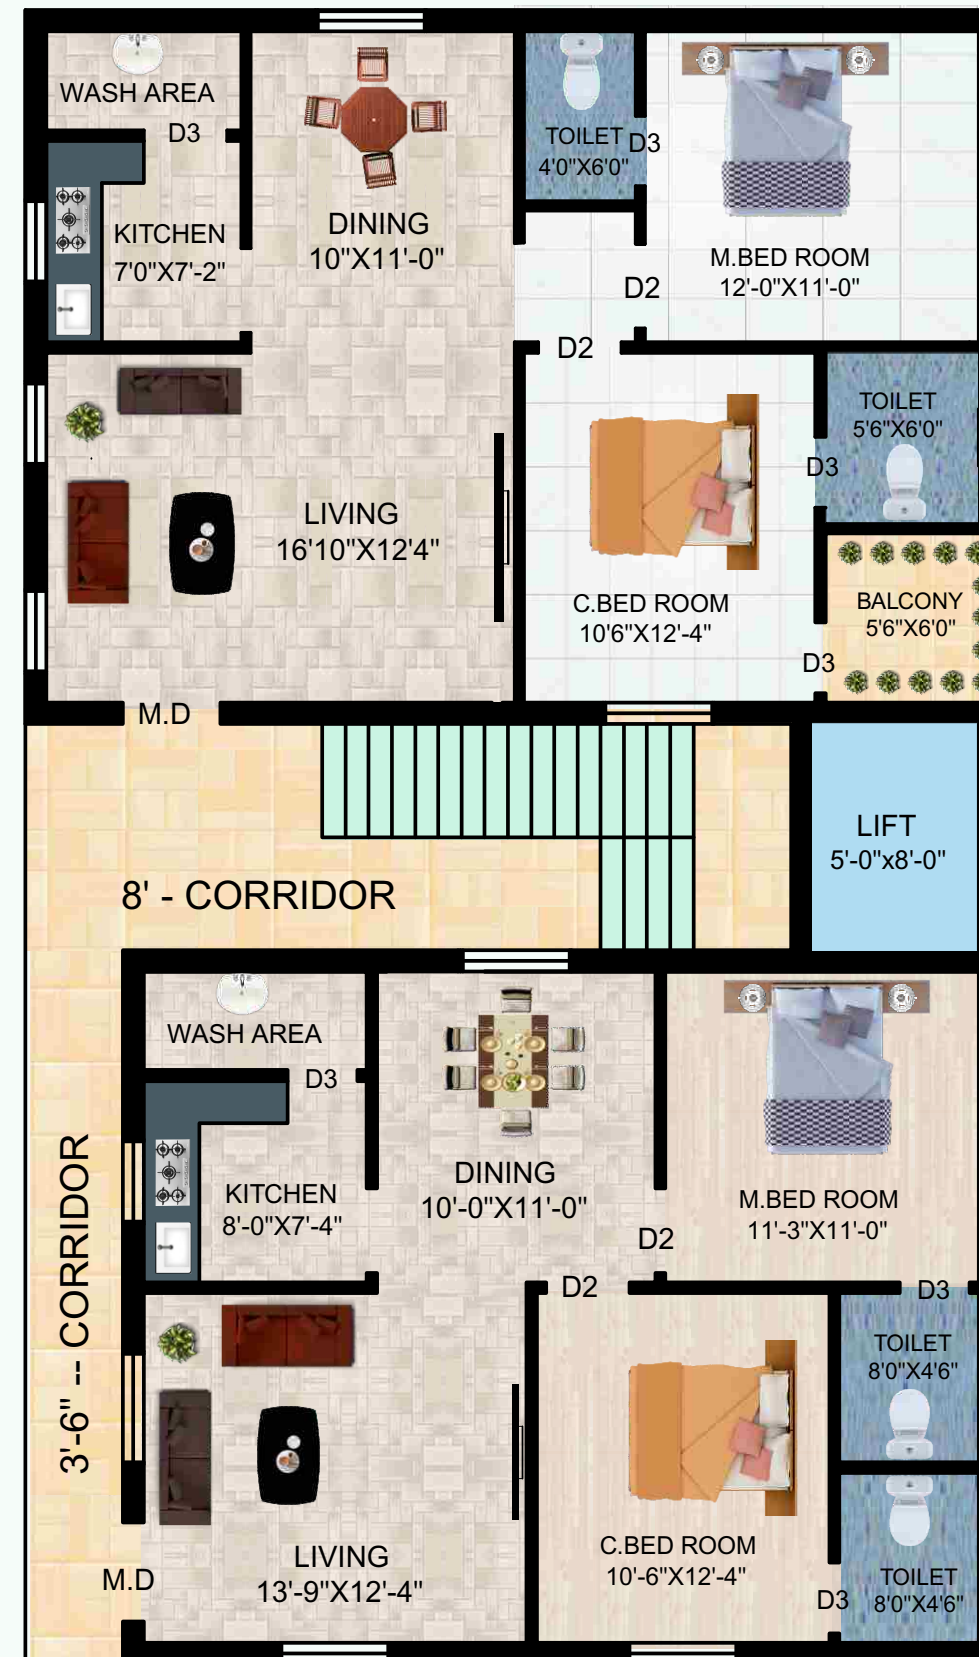 WASH AREA
D3
KITCHEN
7'0"X7'-2"
DINING
10"X11'-0"
TOILET
4'0"X6'0"
D3
M.BED ROOM
12'-0"X11'-0"
D2
D2
LIVING
16'10"X12'4"
C.BED ROOM
10'6"X12'-4"
TOILET
5'6"X6'0"
D3
BALCONY
5'6"X6'0"
D3
M.D
LIFT
5'-0"x8'-0"
8' - CORRIDOR
WASH AREA
D3
KITCHEN
8'-0"X7'-4"
DINING
10'-0"X11'-0"
M.BED ROOM
11'-3"X11'-0"
D2
D2
D3
3'-6" -- CORRIDOR
TOILET
8'0"X4'6"
LIVING
13'-9"X12'-4"
C.BED ROOM
10'-6"X12'-4"
M.D
D3
TOILET
8'0"X4'6"